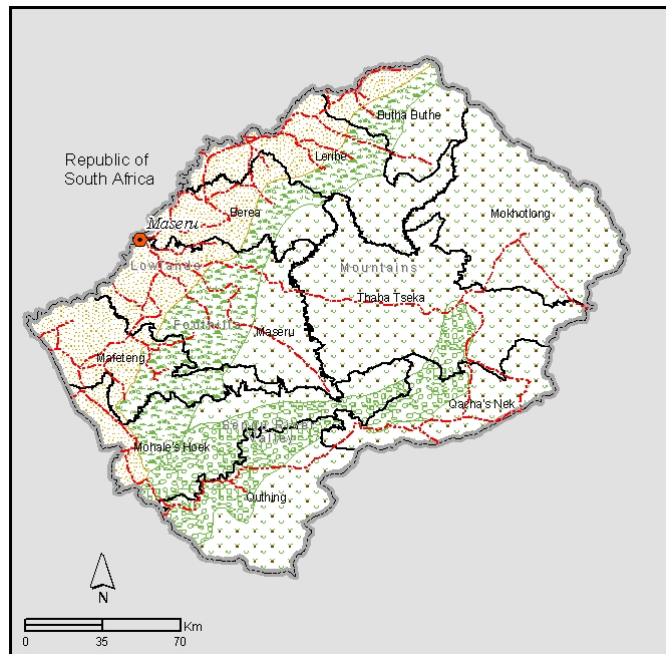 Butha Buthe
Republic of
South Africa
Leribe
Mokhotlong
Berea
Maseru
Lowlands
Mountains
Thaba Tseka
Foothills
Maseru
Mafeteng
Qacha's Nek
Senqu River
Valley
Mohale's Hoek
Quthing
N
Km
0 35 70